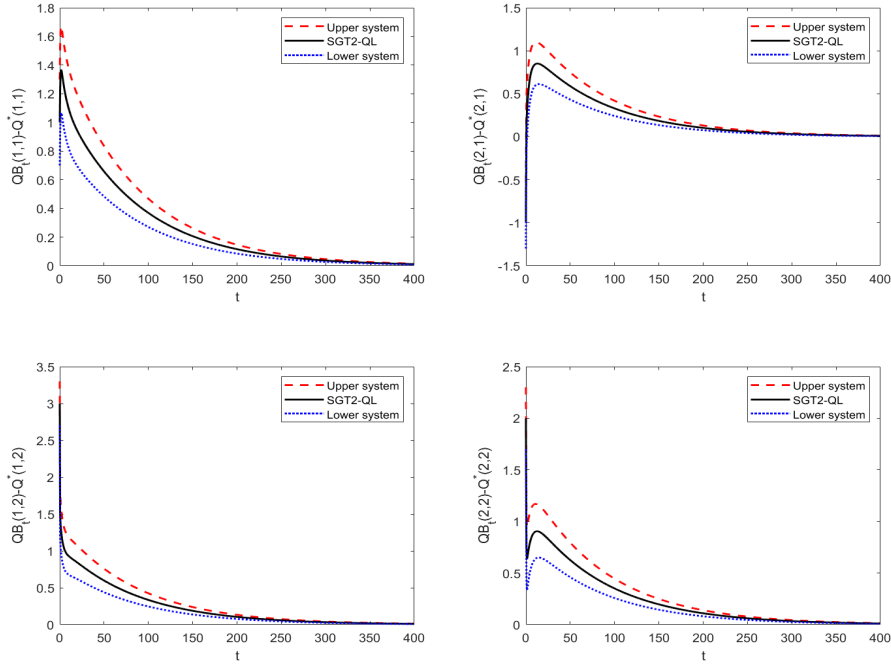 1.8
1.6
1.4
1.2
1
0.8
0.6
0.4
0.2
0
QB_t(1,1)-Q^*(1,1)
Upper system
SGT2-QL
Lower system
0 50 100 150 200 250 300 350 400
t
1.5
1
0.5
0
-0.5
-1
-1.5
QB_t(2,1)-Q^*(2,1)
Upper system
SGT2-QL
Lower system
0 50 100 150 200 250 300 350 400
t
3.5
3
2.5
2
1.5
1
0.5
0
QB_t(1,2)-Q^*(1,2)
Upper system
SGT2-QL
Lower system
0 50 100 150 200 250 300 350 400
t
2.5
2
1.5
1
0.5
0
QB_t(2,2)-Q^*(2,2)
Upper system
SGT2-QL
Lower system
0 50 100 150 200 250 300 350 400
t